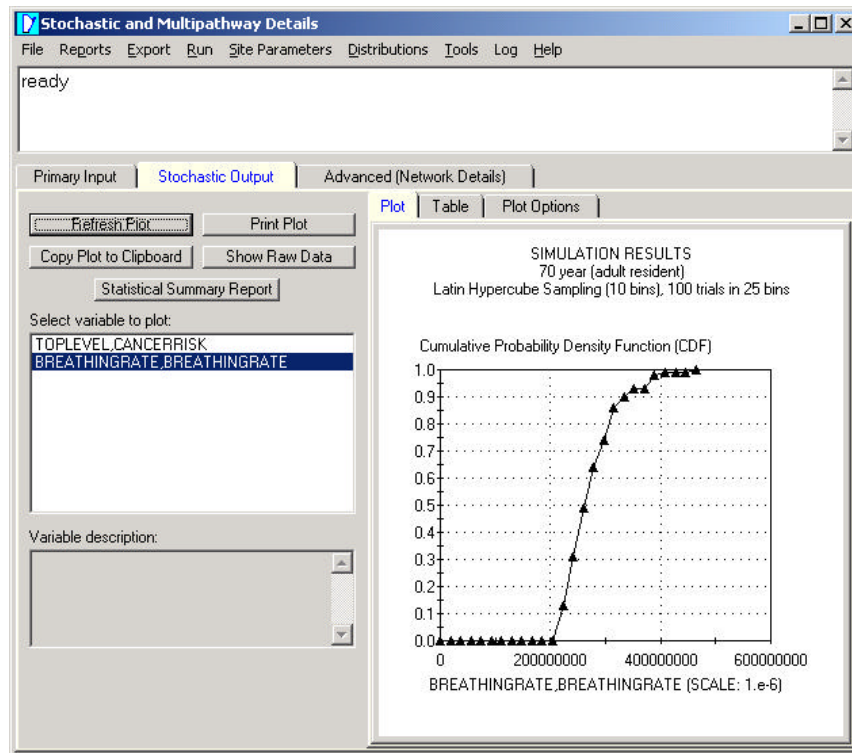 Stochastic and Multipathway Details
File Reports Export Run Site Parameters Distributions Tools Log Help
ready
Primary Input Stochastic Output Advanced (Network Details)
Refresh Plot Print Plot
Copy Plot to Clipboard Show Raw Data
Statistical Summary Report
Select variable to plot:
TOPLEVEL,CANCERRISK
BREATHINGRATE,BREATHINGRATE
Variable description:
Plot Table Plot Options
SIMULATION RESULTS
70 year (adult resident)
Latin Hypercube Sampling (10 bins), 100 trials in 25 bins
Cumulative Probability Density Function (CDF)
1.0
0.9
0.8
0.7
0.6
0.5
0.4
0.3
0.2
0.1
0.0
0 200000000 400000000 600000000
BREATHINGRATE,BREATHINGRATE (SCALE: 1.e-6)